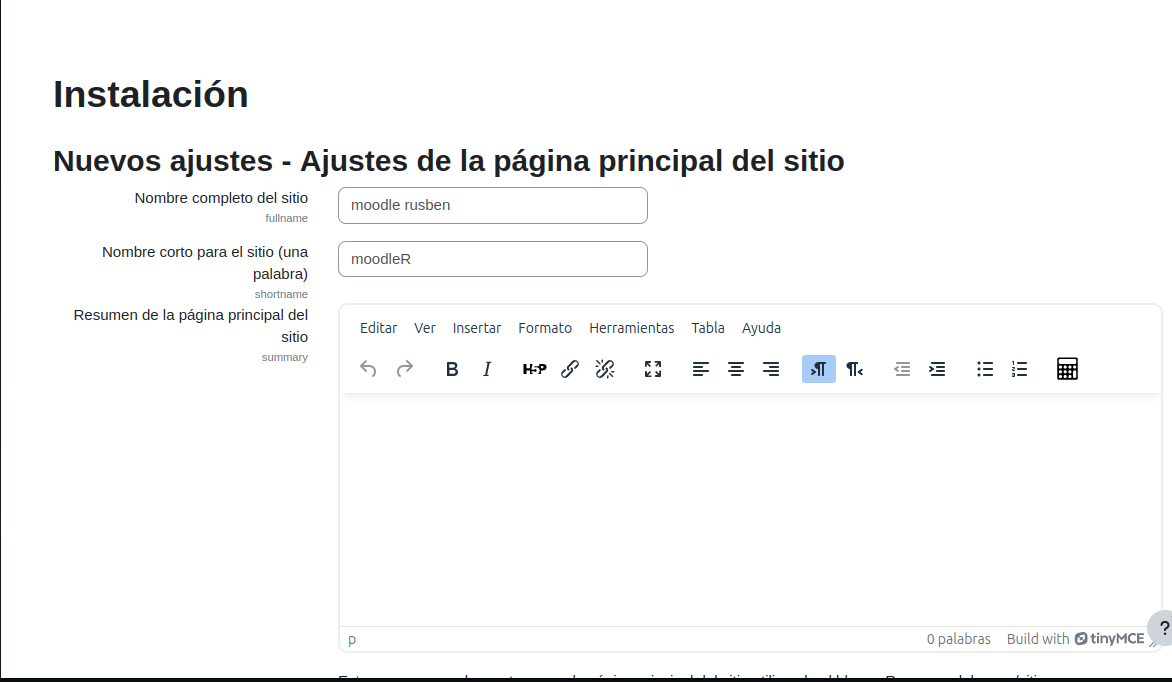 Instalación
Nuevos ajustes - Ajustes de la página principal del sitio
Nombre completo del sitio
fullname
moodle rusben
Nombre corto para el sitio (una
palabra)
shortname
moodleR
Resumen de la página principal del
sitio
summary
Editar Ver Insertar Formato Herramientas Tabla Ayuda
B I H5P
p
0 palabras Build with tinyMCE
?